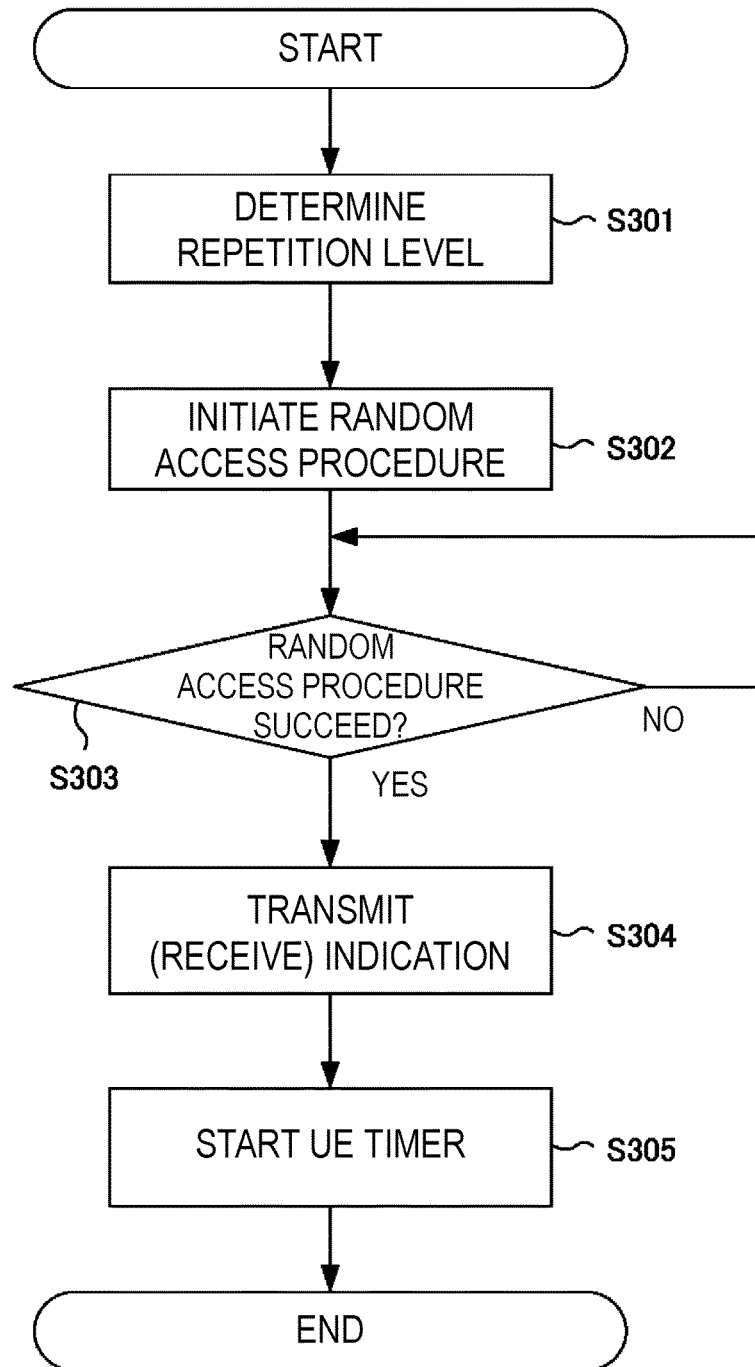 START
DETERMINE
REPETITION LEVEL
S301
INITIATE RANDOM
ACCESS PROCEDURE
S302
RANDOM
ACCESS PROCEDURE
SUCCEED?
NO
S303
YES
TRANSMIT
(RECEIVE) INDICATION
S304
START UE TIMER
S305
END